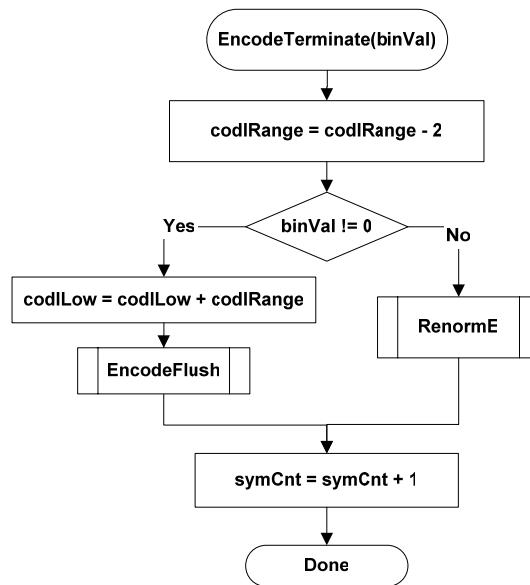 EncodeTerminate(binVal)
codIRange = codIRange - 2
binVal != 0
Yes
No
codILow = codILow + codIRange
RenormE
EncodeFlush
symCnt = symCnt + 1
Done